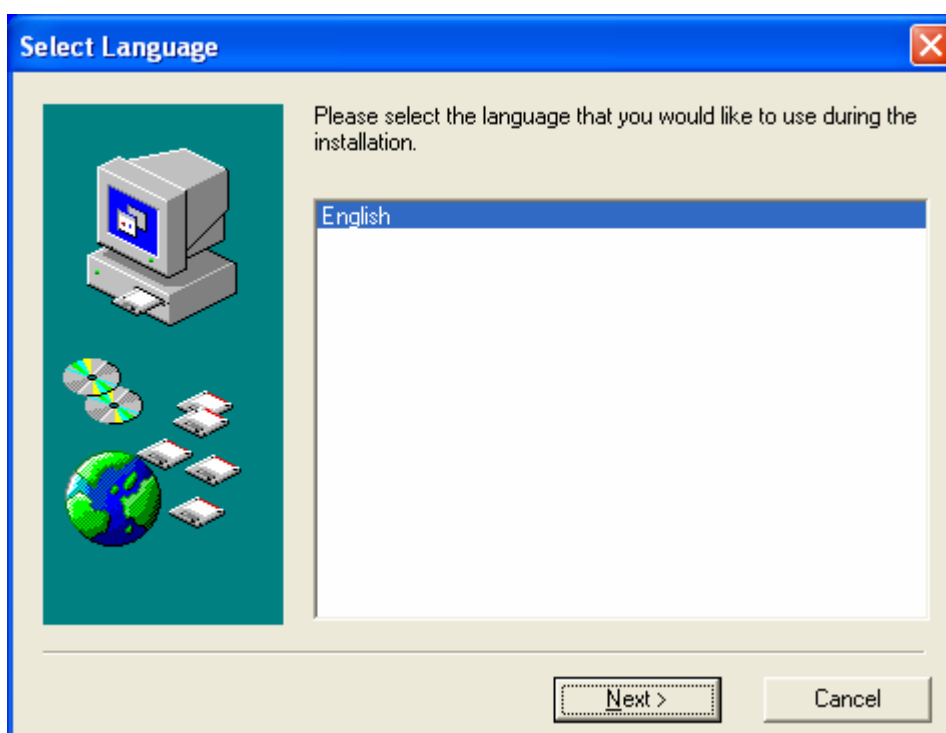 Select Language
Please select the language that you would like to use during the
installation.
English
Next >
Cancel